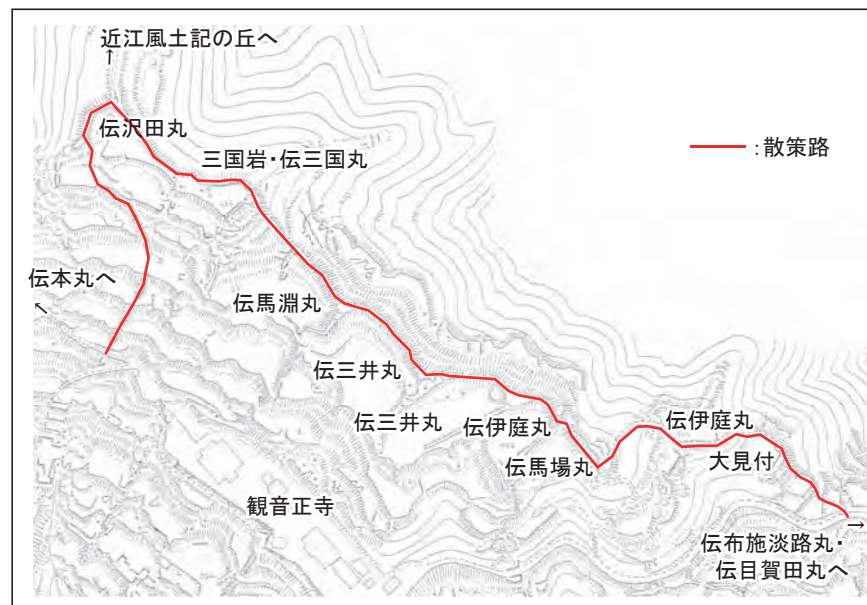 近江風土記の丘へ
↑
伝沢田丸
：散策路
三国岩・伝三国丸
伝本丸へ
↖
伝馬淵丸
伝三井丸
伝三井丸
伝伊庭丸
伝伊庭丸
伝馬場丸
大見付
観音正寺
→
伝布施淡路丸・
伝目賀田丸へ